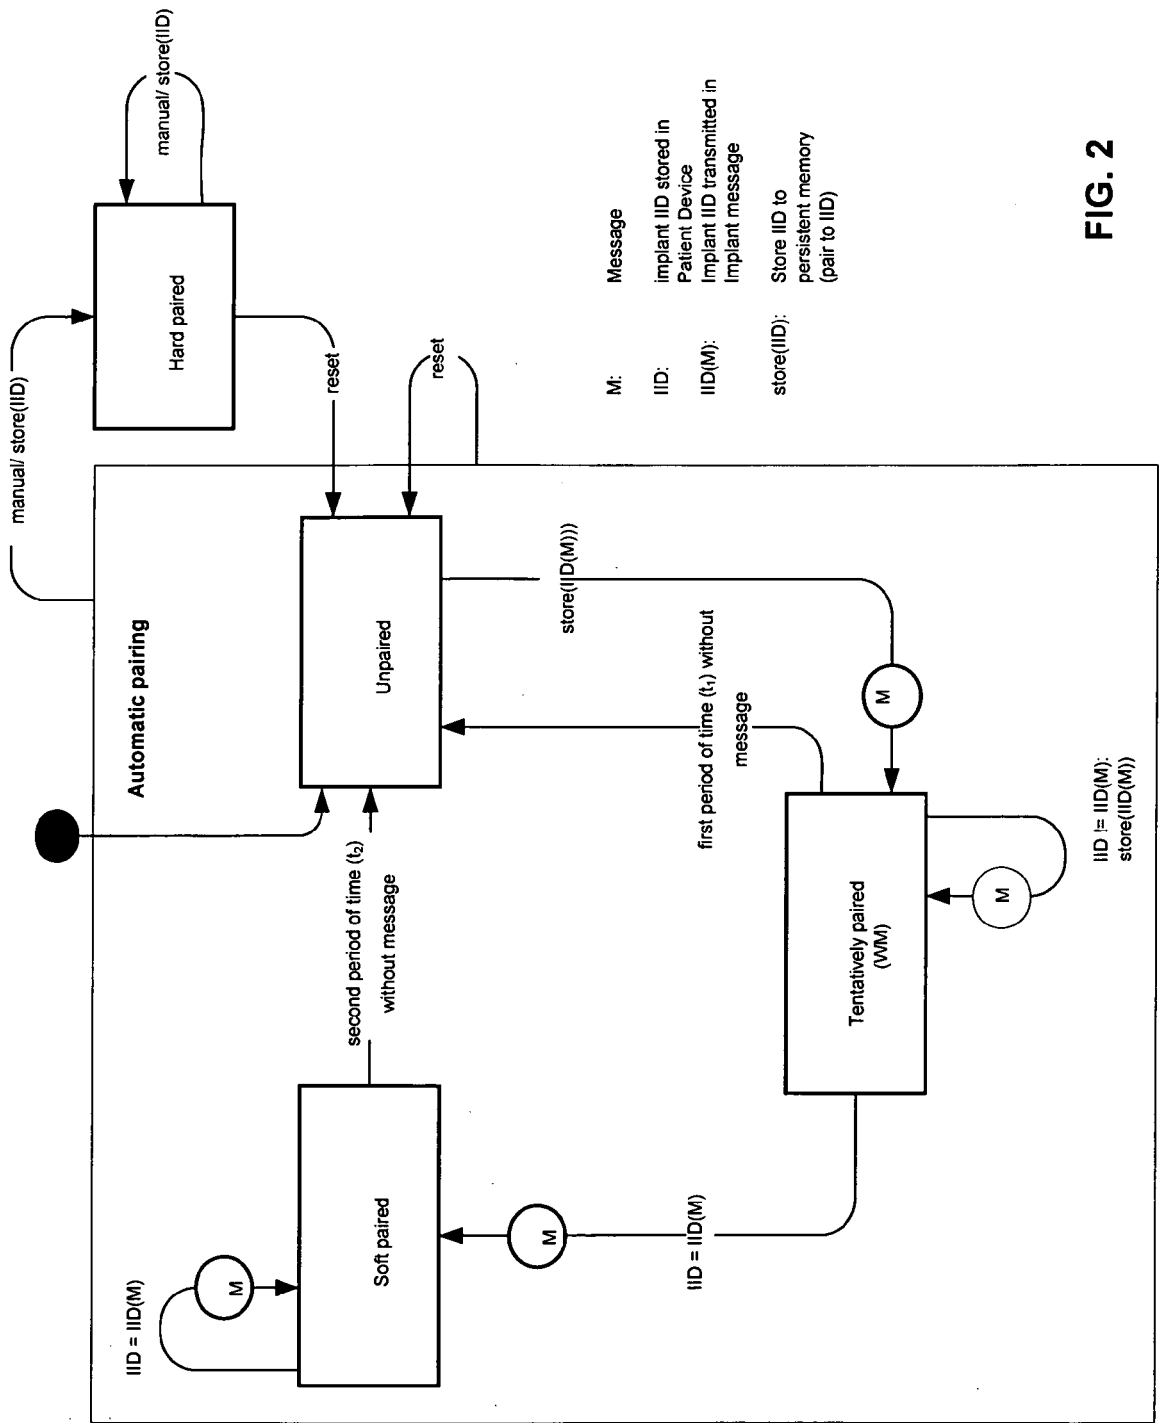 manual/ store(IID)
manual/ store(IID)
Hard paired
reset
reset
Automatic pairing
Unpaired
second period of time (t₂)
without message
store(IID(M)))
first period of time (t₁) without
message
M
Soft paired
IID = IID(M)
M
M
IID = IID(M)
Tentatively paired
(WM)
M
IID != IID(M):
store(IID(M))
M: Message
IID: implant IID stored in
Patient Device
IID(M): Implant IID transmitted in
Implant message
store(IID): Store IID to
persistent memory
(pair to IID)
FIG. 2